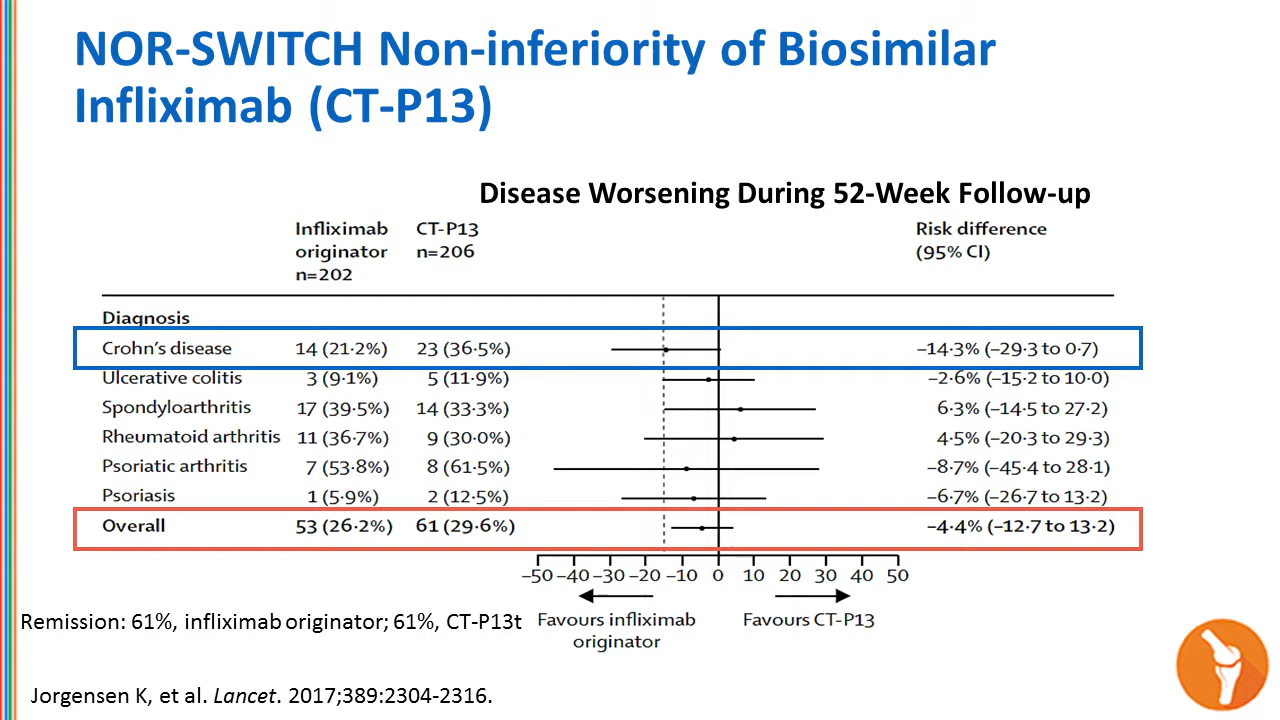 NOR-SWITCH Non-inferiority of Biosimilar
Infliximab (CT-P13)
Disease Worsening During 52-Week Follow-up
Infliximab originator n=202 CT-P13 n=206 Risk difference (95% CI)
Diagnosis
Crohn's disease 14 (21·2%) 23 (36·5%) –14·3% (–29·3 to 0·7)
Ulcerative colitis 3 (9·1%) 5 (11·9%) –2·6% (–15·2 to 10·0)
Spondyloarthritis 17 (39·5%) 14 (33·3%) 6·3% (–14·5 to 27·2)
Rheumatoid arthritis 11 (36·7%) 9 (30·0%) 4·5% (–20·3 to 29·3)
Psoriatic arthritis 7 (53·8%) 8 (61·5%) –8·7% (–45·4 to 28·1)
Psoriasis 1 (5·9%) 2 (12·5%) –6·7% (–26·7 to 13·2)
Overall 53 (26·2%) 61 (29·6%) –4·4% (–12·7 to 13·2)
–50 –40 –30 –20 –10 0 10 20 30 40 50
Favours infliximab originator Favours CT-P13
Remission: 61%, infliximab originator; 61%, CT-P13t
Jorgensen K, et al. Lancet. 2017;389:2304-2316.